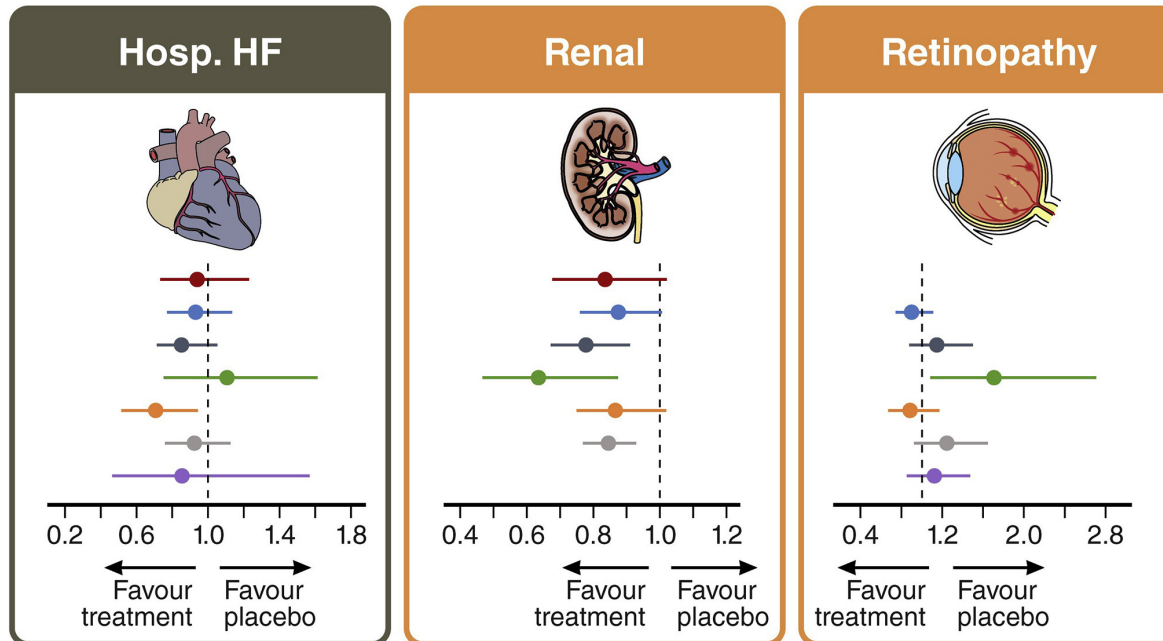 Hosp. HF
0.2 0.6 1.0 1.4 1.8
Favour
treatment
Favour
placebo
Renal
0.4 0.6 0.8 1.0 1.2
Favour
treatment
Favour
placebo
Retinopathy
0.4 1.2 2.0 2.8
Favour
treatment
Favour
placebo